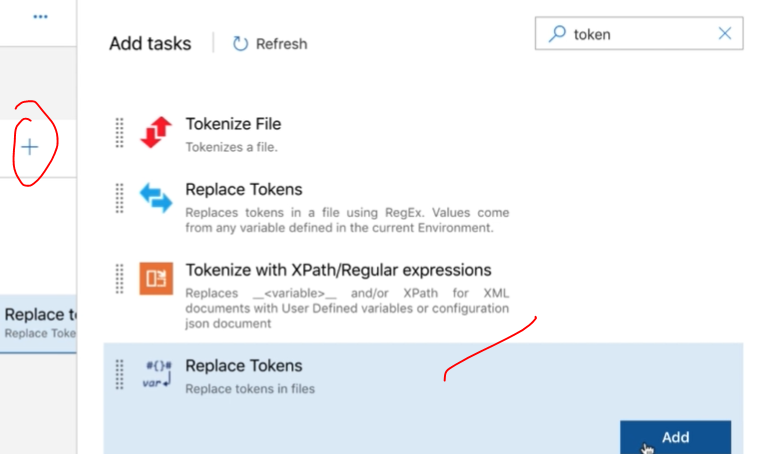 ...
Add tasks
Refresh
token
Tokenize File
Tokenizes a file.
Replace Tokens
Replaces tokens in a file using RegEx. Values come
from any variable defined in the current Environment.
Tokenize with XPath/Regular expressions
Replaces __<variable>__ and/or XPath for XML
documents with User Defined variables or configuration
json document
Replace t
Replace Toke
#{}#
var
Replace Tokens
Replace tokens in files
Add